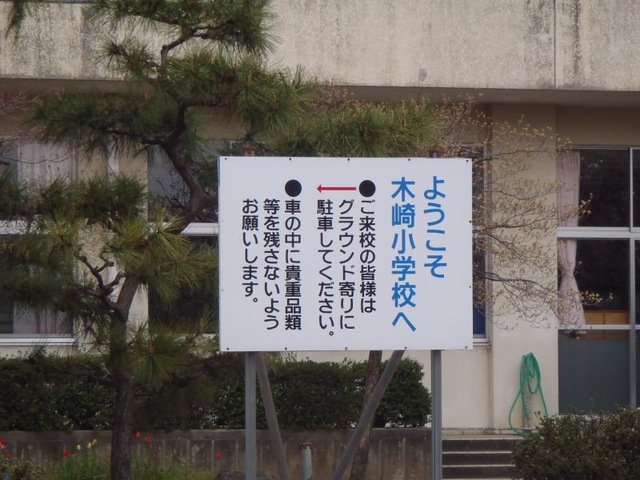 ようこそ
木崎小学校へ
●ご来校の皆様は
グラウンド寄りに
駐車してください。
●車の中に貴重品類
等を残さないよう
お願いします。